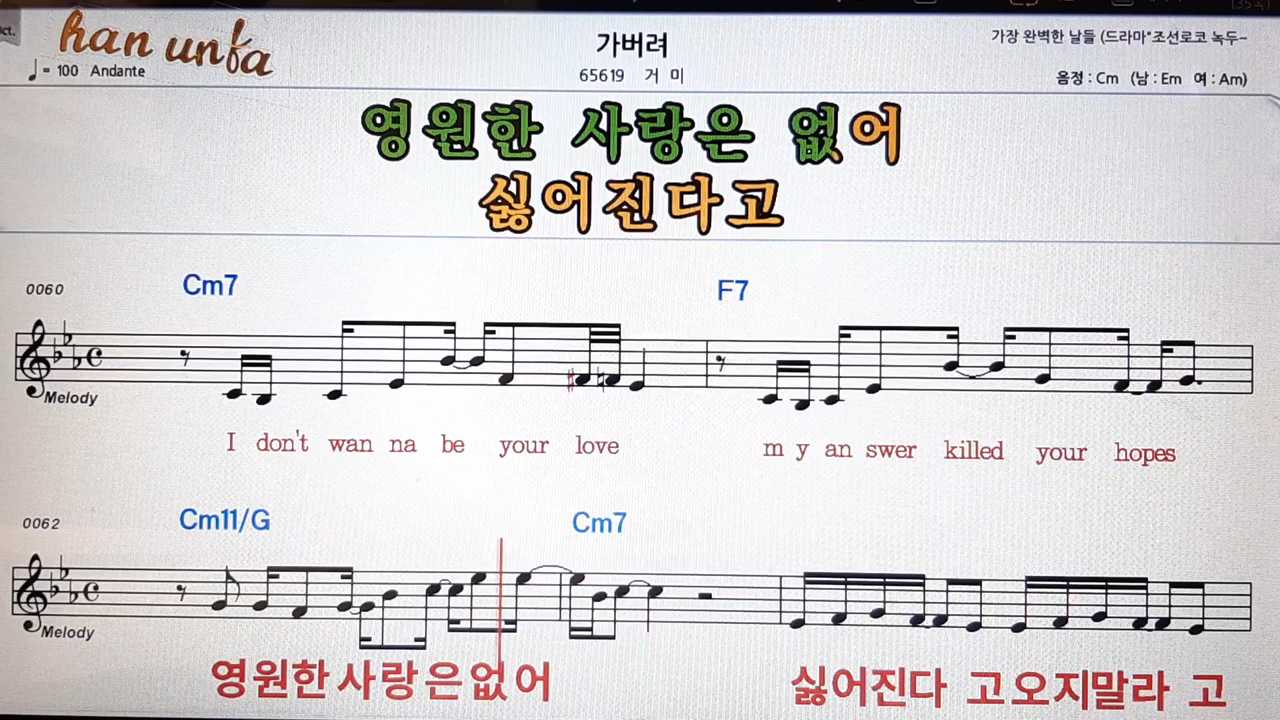 han unfa
♩= 100 Andante
가버려
65619 거 미
가장 완벽한 날들 (드라마"조선로코 녹두~
음정 : Cm (남 : Em 여 : Am)
영원한 사랑은 없어
싫어진다고
0060 Cm7 F7
Melody
I don't wan na be your love m y an swer killed your hopes
0062 Cm11/G Cm7
Melody
영원한 사랑은 없어 싫어진다 고오지말라 고